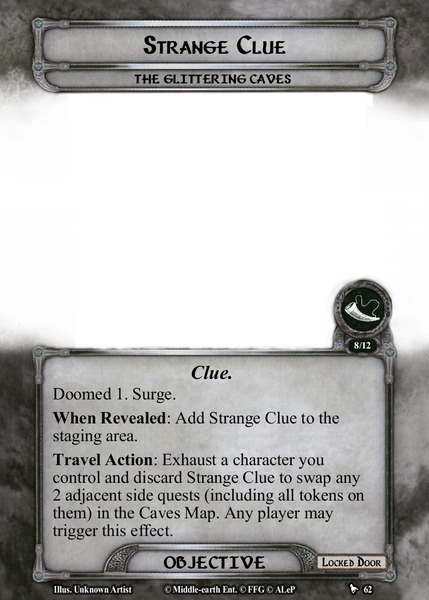 Strange Clue
The Glittering Caves
8/12
Clue.
Doomed 1. Surge.
When Revealed: Add Strange Clue to the
staging area.
Travel Action: Exhaust a character you
control and discard Strange Clue to swap any
2 adjacent side quests (including all tokens on
them) in the Caves Map. Any player may
trigger this effect.
OBJECTIVE
Locked Door
Illus. Unknown Artist
© Middle-earth Ent. © FFG © ALeP
62